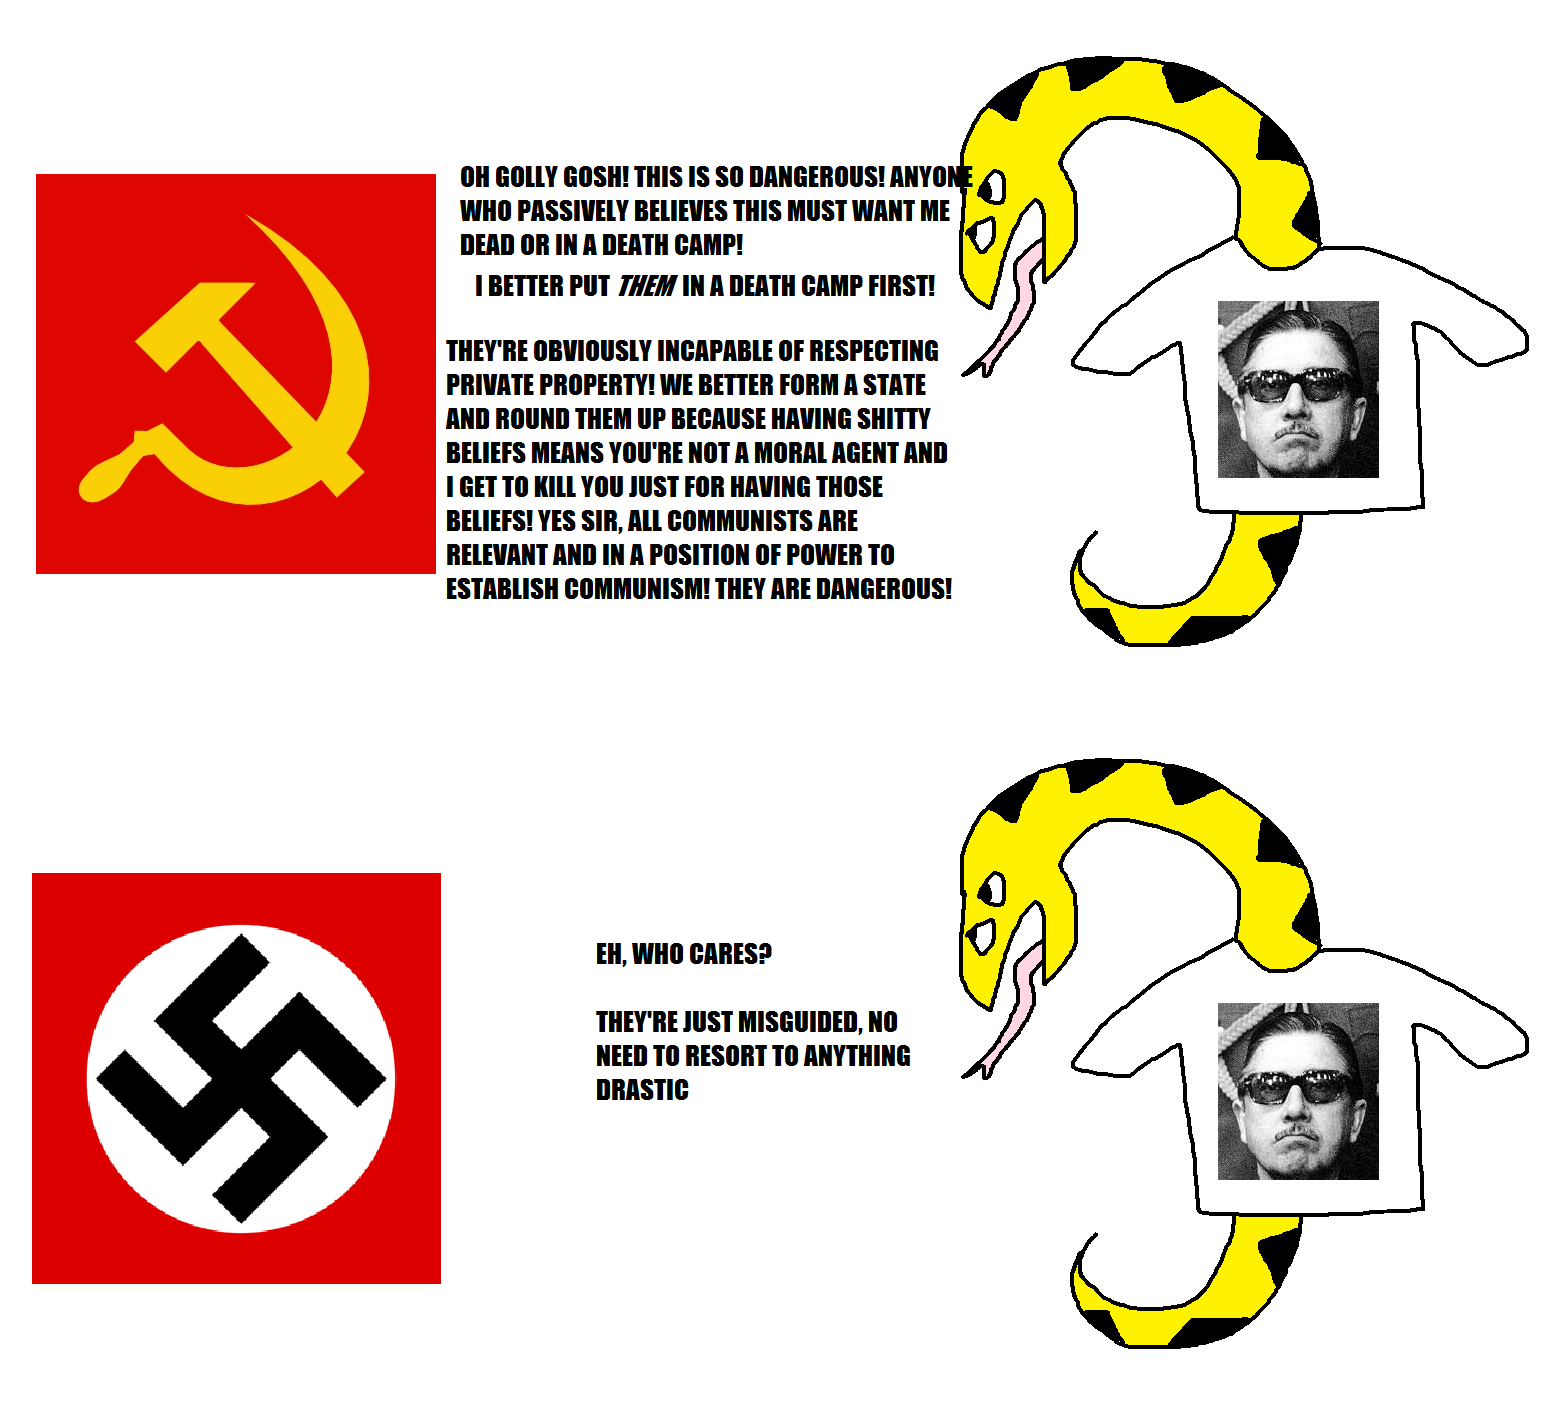 OH GOLLY GOSH! THIS IS SO DANGEROUS! ANYONE
WHO PASSIVELY BELIEVES THIS MUST WANT ME
DEAD OR IN A DEATH CAMP!
I BETTER PUT THEM IN A DEATH CAMP FIRST!
THEY'RE OBVIOUSLY INCAPABLE OF RESPECTING
PRIVATE PROPERTY! WE BETTER FORM A STATE
AND ROUND THEM UP BECAUSE HAVING SHITTY
BELIEFS MEANS YOU'RE NOT A MORAL AGENT AND
I GET TO KILL YOU JUST FOR HAVING THOSE
BELIEFS! YES SIR, ALL COMMUNISTS ARE
RELEVANT AND IN A POSITION OF POWER TO
ESTABLISH COMMUNISM! THEY ARE DANGEROUS!
EH, WHO CARES?
THEY'RE JUST MISGUIDED, NO
NEED TO RESORT TO ANYTHING
DRASTIC